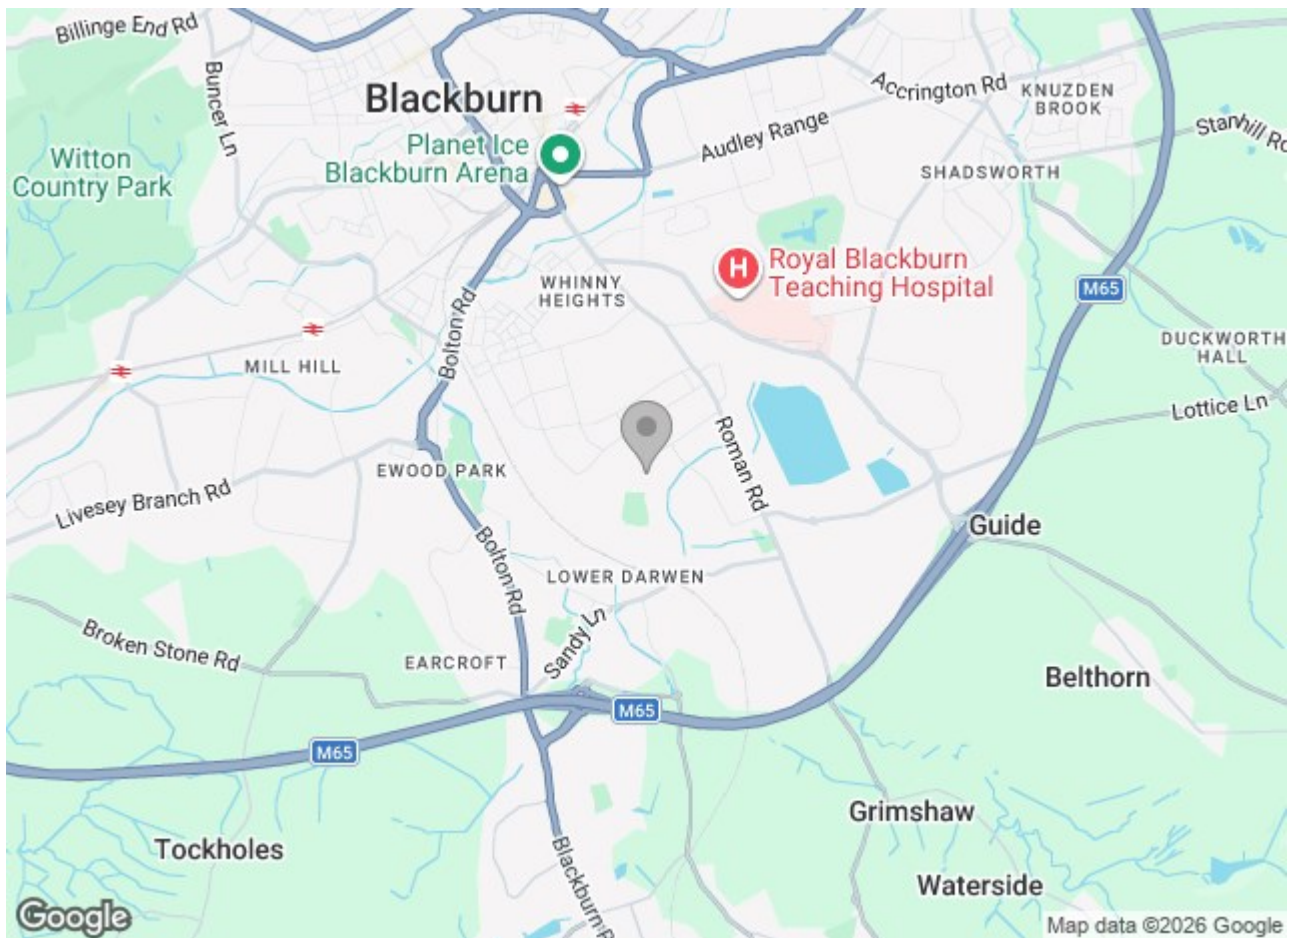 Billinge End Rd
Buncer Ln
Blackburn
Planet Ice
Blackburn Arena
Witton
Country Park
Audley Range
Accrington Rd
KNUZDEN
BROOK
Stanhill Rd
SHADSWORTH
WHINNY
HEIGHTS
H
Royal Blackburn
Teaching Hospital
M65
Bolton Rd
MILL HILL
DUCKWORTH
HALL
Lottice Ln
Roman Rd
EWOOD PARK
Livesey Branch Rd
Guide
Bolton Rd
LOWER DARWEN
Sandy Ln
Broken Stone Rd
EARCROFT
Belthorn
M65
M65
Grimshaw
Tockholes
Waterside
Blackburn R
Google
Map data ©2026 Google